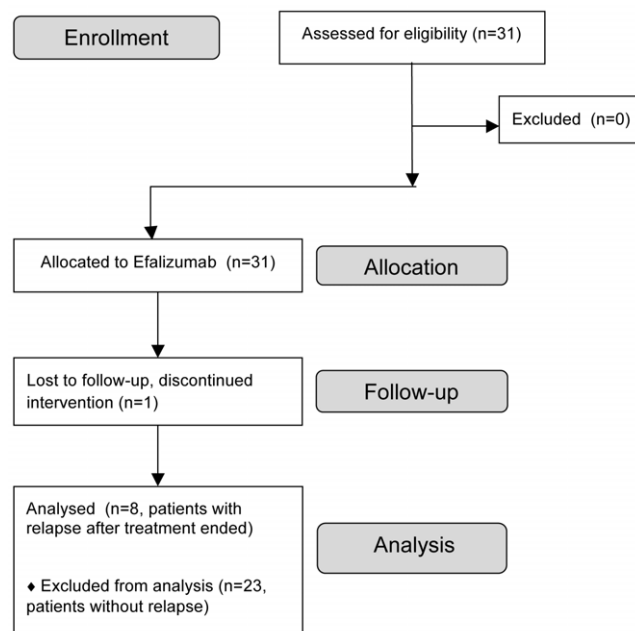 Enrollment
Assessed for eligibility (n=31)
Excluded (n=0)
Allocated to Efalizumab (n=31)
Allocation
Lost to follow-up, discontinued
intervention (n=1)
Follow-up
Analysed (n=8, patients with
relapse after treatment ended)
♦ Excluded from analysis (n=23,
patients without relapse)
Analysis